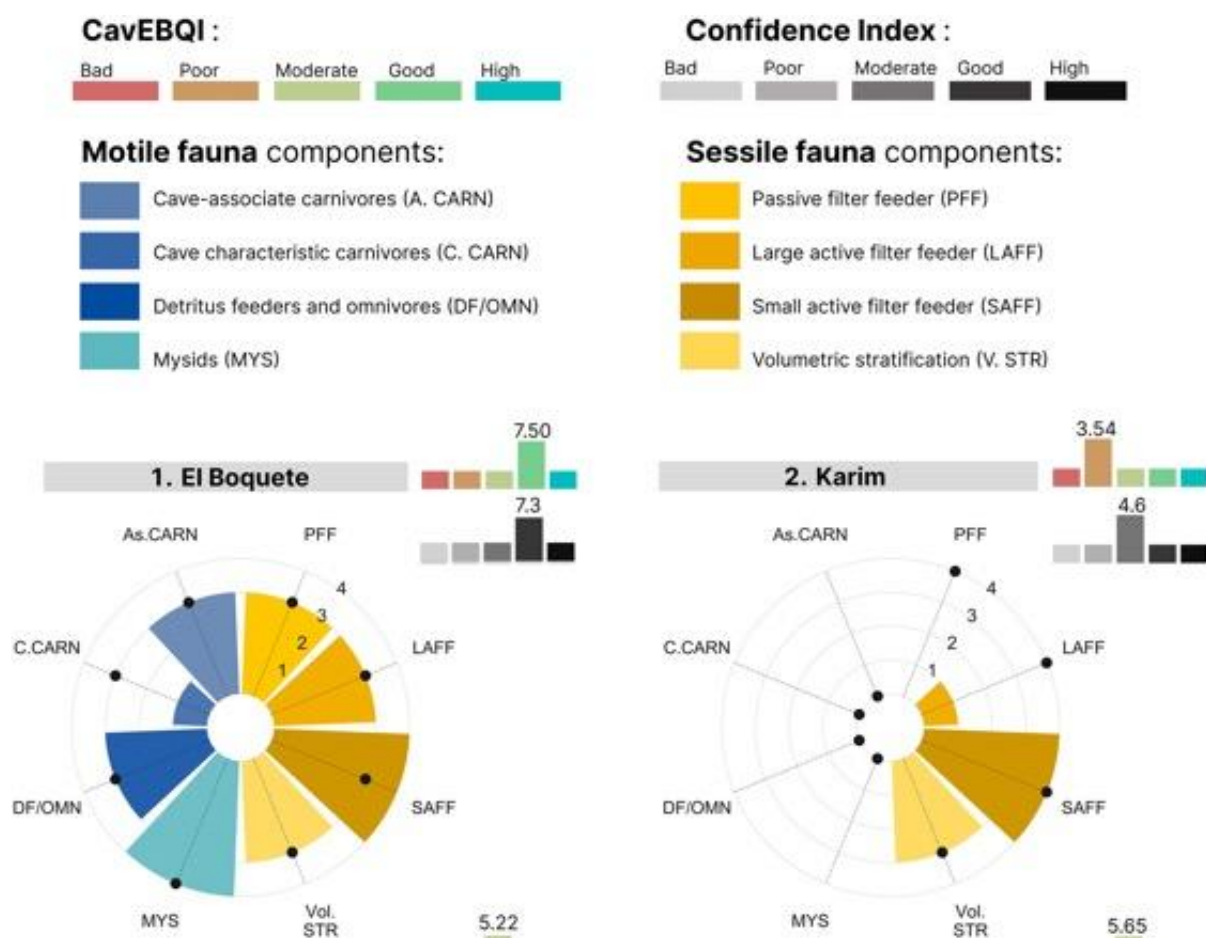 CavEBQI :
Bad Poor Moderate Good High
Confidence Index :
Bad Poor Moderate Good High
Motile fauna components:
Cave-associate carnivores (A. CARN)
Cave characteristic carnivores (C. CARN)
Detritus feeders and omnivores (DF/OMN)
Mysids (MYS)
Sessile fauna components:
Passive filter feeder (PFF)
Large active filter feeder (LAFF)
Small active filter feeder (SAFF)
Volumetric stratification (V. STR)
7.50
1. El Boquete
7.3
As.CARN
PFF
4
3
2
1
C.CARN
LAFF
DF/OMN
SAFF
MYS
Vol.
STR
5.22
3.54
2. Karim
4.6
As.CARN
PFF
4
3
2
1
C.CARN
LAFF
DF/OMN
SAFF
MYS
Vol.
STR
5.65